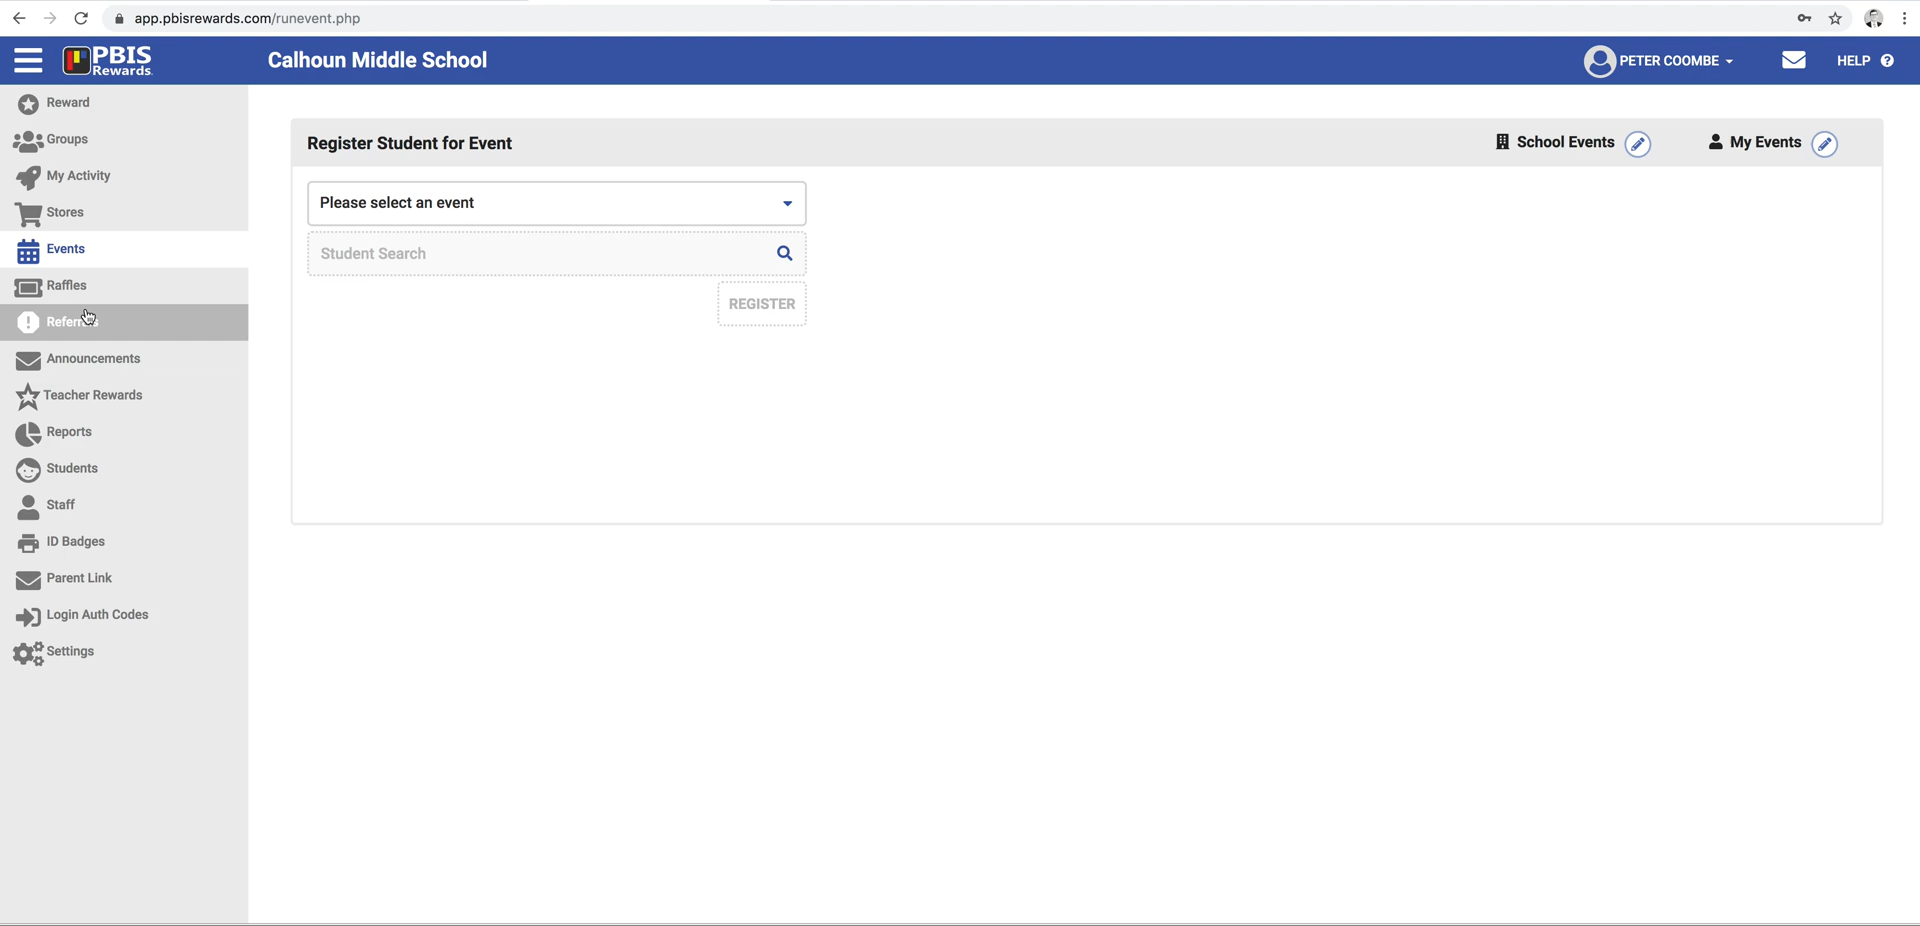 app.pbisrewards.com/runevent.php
PBIS
Rewards
Calhoun Middle School
PETER COOMBE
HELP ?
Reward
Groups
My Activity
Stores
Events
Raffles
Announcements
Teacher Rewards
Reports
Students
Staff
ID Badges
Parent Link
Login Auth Codes
Settings
Register Student for Event
School Events
My Events
Please select an event
Student Search
REGISTER